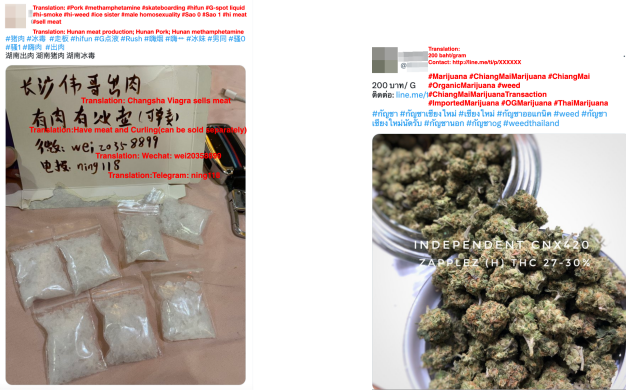 Translation: #Pork #methamphetamine #skateboarding #hifun #G-spot liquid
#hi-smoke #hi-weed #ice sister #male homosexuality #Sao 0 #Sao 1 #hi meat
#sell meat
Translation: Hunan meat production; Hunan Pork; Hunan methamphetamine
#猪肉 #冰毒 #走板 #hifun #G点液 #Rush #嗨烟 #嗨艹 #冰妹 #男同 #骚0
#骚1 #嗨肉 #出肉
湖南出肉 湖南猪肉 湖南冰毒
长沙伟哥出肉
Translation: Changsha Viagra sells meat
有肉有冰壶
Translation:Have meat and Curling(can be sold separately)
微信: wei 20358899
Translation: Wechat:
电报: ning118
Translation:Telegram:
Translation:
200 baht/gram
Contact: http://line.me/ti/p/XXXXXX
@
200 บาท/ G
ติดต่อ: line.me/t
#Marijuana #ChiangMaiMarijuana #ChiangMai
#OrganicMarijuana #weed
#ChiangMaiMarijuanaTransaction
#ImportedMarijuana #OGMarijuana #ThaiMarijuana
#กัญชา #กัญชาเชียงใหม่ #เชียงใหม่ #กัญชาออแกนิค #weed #กัญชา
เชียงใหม่นัดรับ #กัญชานอก #กัญชาog #weedthailand
INDEPENDENT CNX420
ZAPPLEZ (H) THC 27-30%